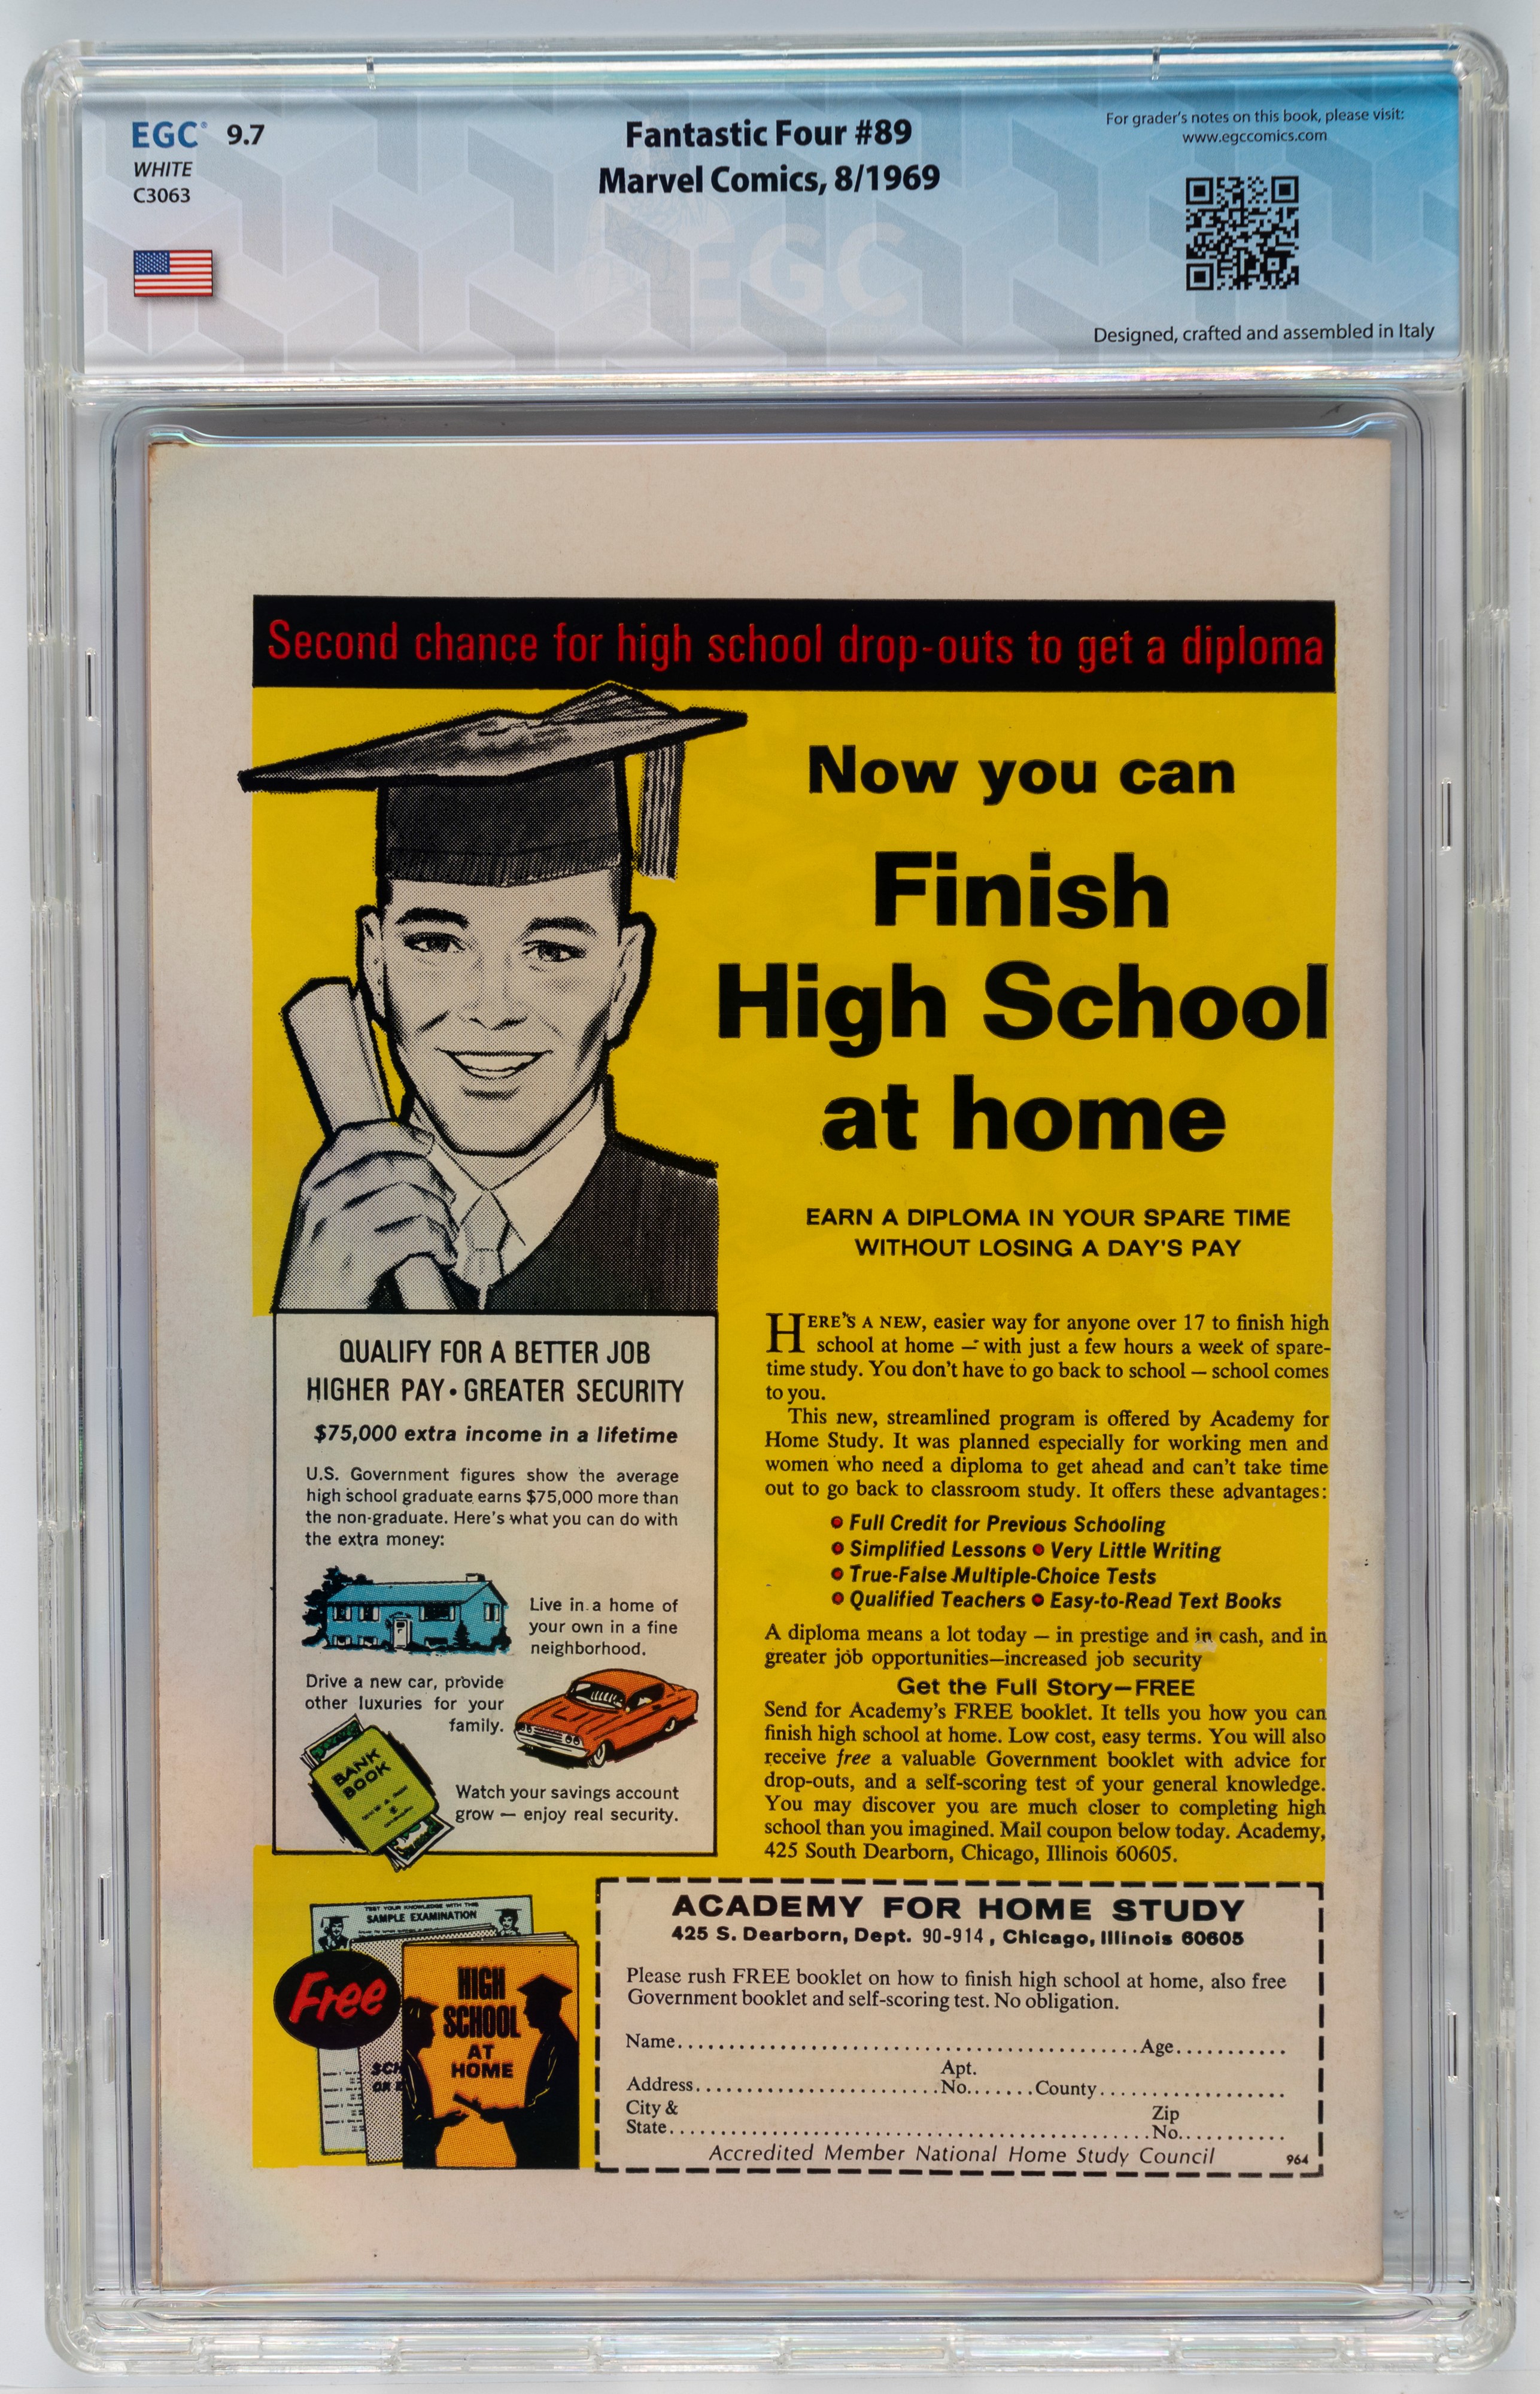 EGC® 9.7
WHITE
C3063
Fantastic Four #89
Marvel Comics, 8/1969
For grader's notes on this book, please visit:
www.egccomics.com
EGC
Designed, crafted and assembled in Italy
Second chance for high school drop-outs to get a diploma
Now you can
Finish
High School
at home
EARN A DIPLOMA IN YOUR SPARE TIME
WITHOUT LOSING A DAY'S PAY
QUALIFY FOR A BETTER JOB
HIGHER PAY • GREATER SECURITY
$75,000 extra income in a lifetime
U.S. Government figures show the average
high school graduate earns $75,000 more than
the non-graduate. Here's what you can do with
the extra money:
Live in a home of
your own in a fine
neighborhood.
Drive a new car, provide
other luxuries for your
family.
BANK
BOOK
Watch your savings account
grow — enjoy real security.
HERE'S A NEW, easier way for anyone over 17 to finish high
school at home — with just a few hours a week of spare-
time study. You don't have to go back to school — school comes
to you.
This new, streamlined program is offered by Academy for
Home Study. It was planned especially for working men and
women who need a diploma to get ahead and can't take time
out to go back to classroom study. It offers these advantages:
• Full Credit for Previous Schooling
• Simplified Lessons • Very Little Writing
• True-False Multiple-Choice Tests
• Qualified Teachers • Easy-to-Read Text Books
A diploma means a lot today — in prestige and in cash, and in
greater job opportunities—increased job security
Get the Full Story—FREE
Send for Academy's FREE booklet. It tells you how you can
finish high school at home. Low cost, easy terms. You will also
receive free a valuable Government booklet with advice for
drop-outs, and a self-scoring test of your general knowledge.
You may discover you are much closer to completing high
school than you imagined. Mail coupon below today. Academy,
425 South Dearborn, Chicago, Illinois 60605.
TEST YOUR KNOWLEDGE WITH THIS
SAMPLE EXAMINATION
Free
HIGH
SCHOOL
AT
HOME
ACADEMY FOR HOME STUDY
425 S. Dearborn, Dept. 90-914, Chicago, Illinois 60605
Please rush FREE booklet on how to finish high school at home, also free
Government booklet and self-scoring test. No obligation.
Name.............................................Age...........
Apt.
Address........................No.......County..................
City & Zip
State...............................................No...........
Accredited Member National Home Study Council 964